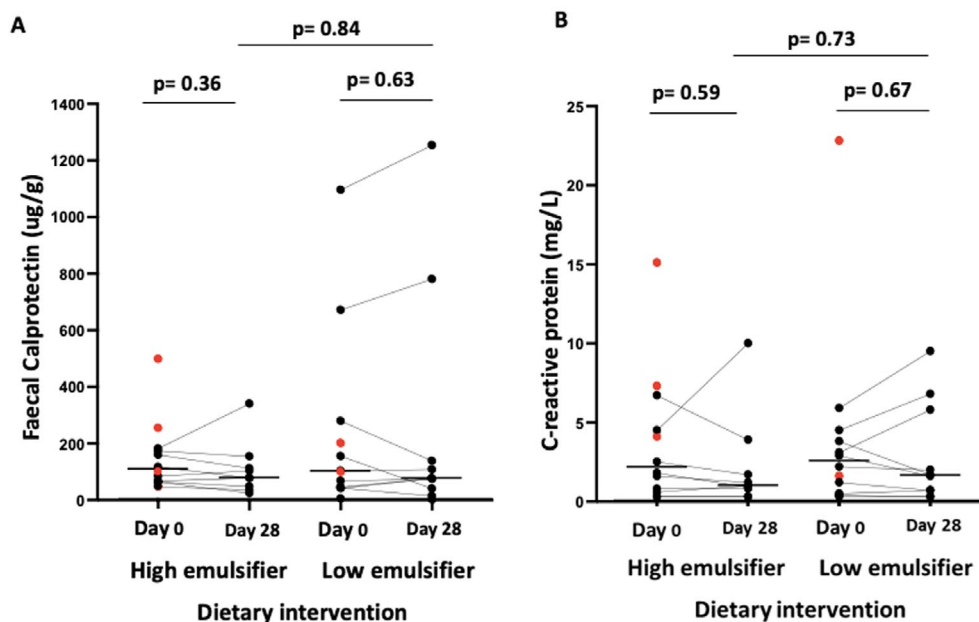 A
p= 0.84
p= 0.36
p= 0.63
1400
1200
1000
800
600
400
200
0
Faecal Calprotectin (ug/g)
Day 0
Day 28
Day 0
Day 28
High emulsifier
Low emulsifier
Dietary intervention
B
p= 0.73
p= 0.59
p= 0.67
25
20
15
10
5
0
C-reactive protein (mg/L)
Day 0
Day 28
Day 0
Day 28
High emulsifier
Low emulsifier
Dietary intervention